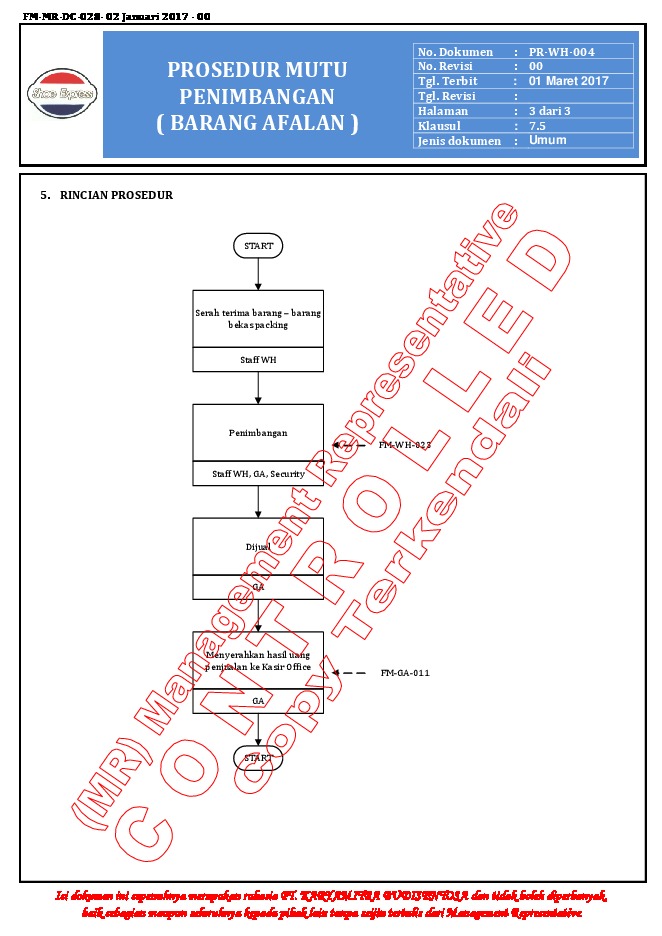 FM-MR-DC-028- 02 Januari 2017 - 00
Shoe Express
PROSEDUR MUTU
PENIMBANGAN
( BARANG AFALAN )
No. Dokumen : PR-WH-004
No. Revisi : 00
Tgl. Terbit : 01 Maret 2017
Tgl. Revisi :
Halaman : 3 dari 3
Klausul : 7.5
Jenis dokumen : Umum
5. RINCIAN PROSEDUR
START
Serah terima barang – barang
bekas packing
Staff WH
Penimbangan
FM-WH-023
Staff WH, GA, Security
Dijual
GA
Menyerahkan hasil uang
penjualan ke Kasir Office
FM-GA-011
GA
START
(MR) Management Representative
CONTROLLED
Copy Terkendali
Isi dokumen ini sepenuhnya merupakan rahasia PT. KARYAMITRA BUDISENTOSA dan tidak boleh diperbanyak,
baik sebagian maupun seluruhnya kepada pihak lain tanpa seijin tertulis dari Management Representative